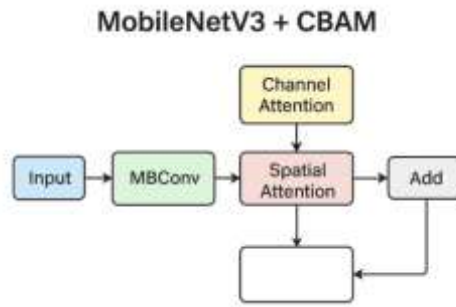 MobileNetV3 + CBAM
Channel
Attention
Input
MBConv
Spatial
Attention
Add